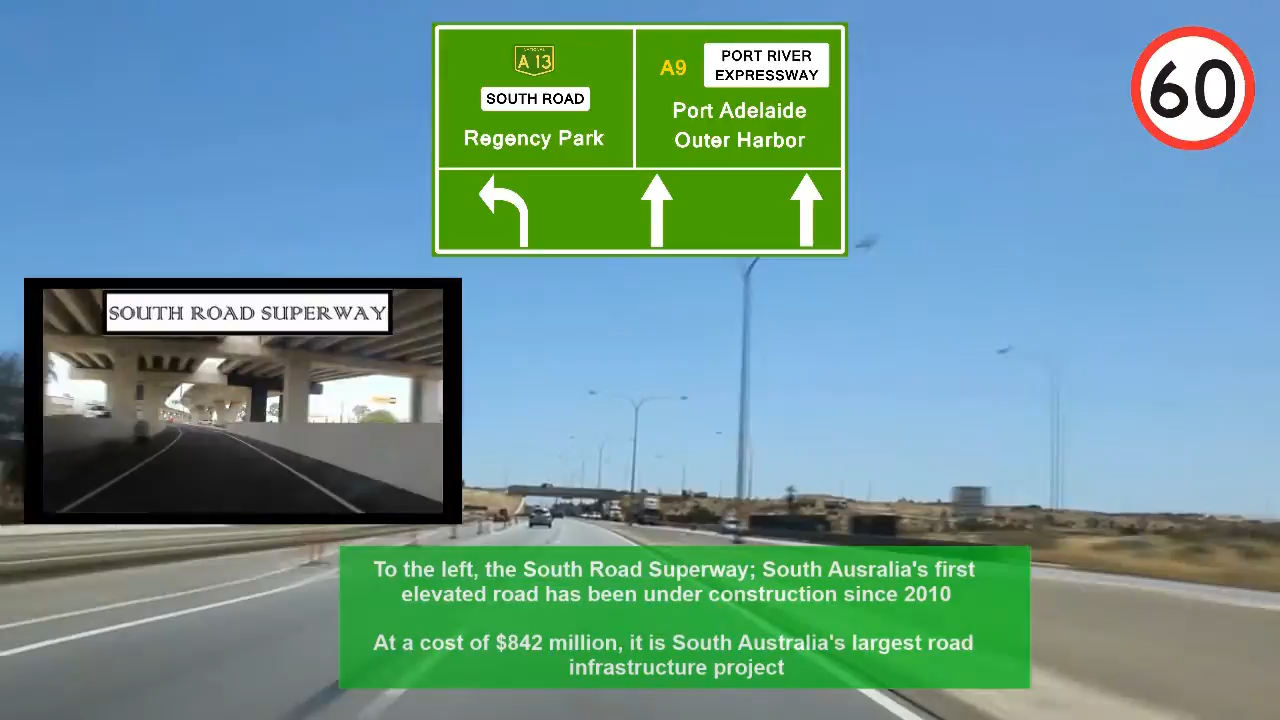 NATIONAL
A 13
SOUTH ROAD
Regency Park
A9
PORT RIVER
EXPRESSWAY
Port Adelaide
Outer Harbor
60
SOUTH ROAD SUPERWAY
To the left, the South Road Superway; South Ausralia's first
elevated road has been under construction since 2010
At a cost of $842 million, it is South Australia's largest road
infrastructure project